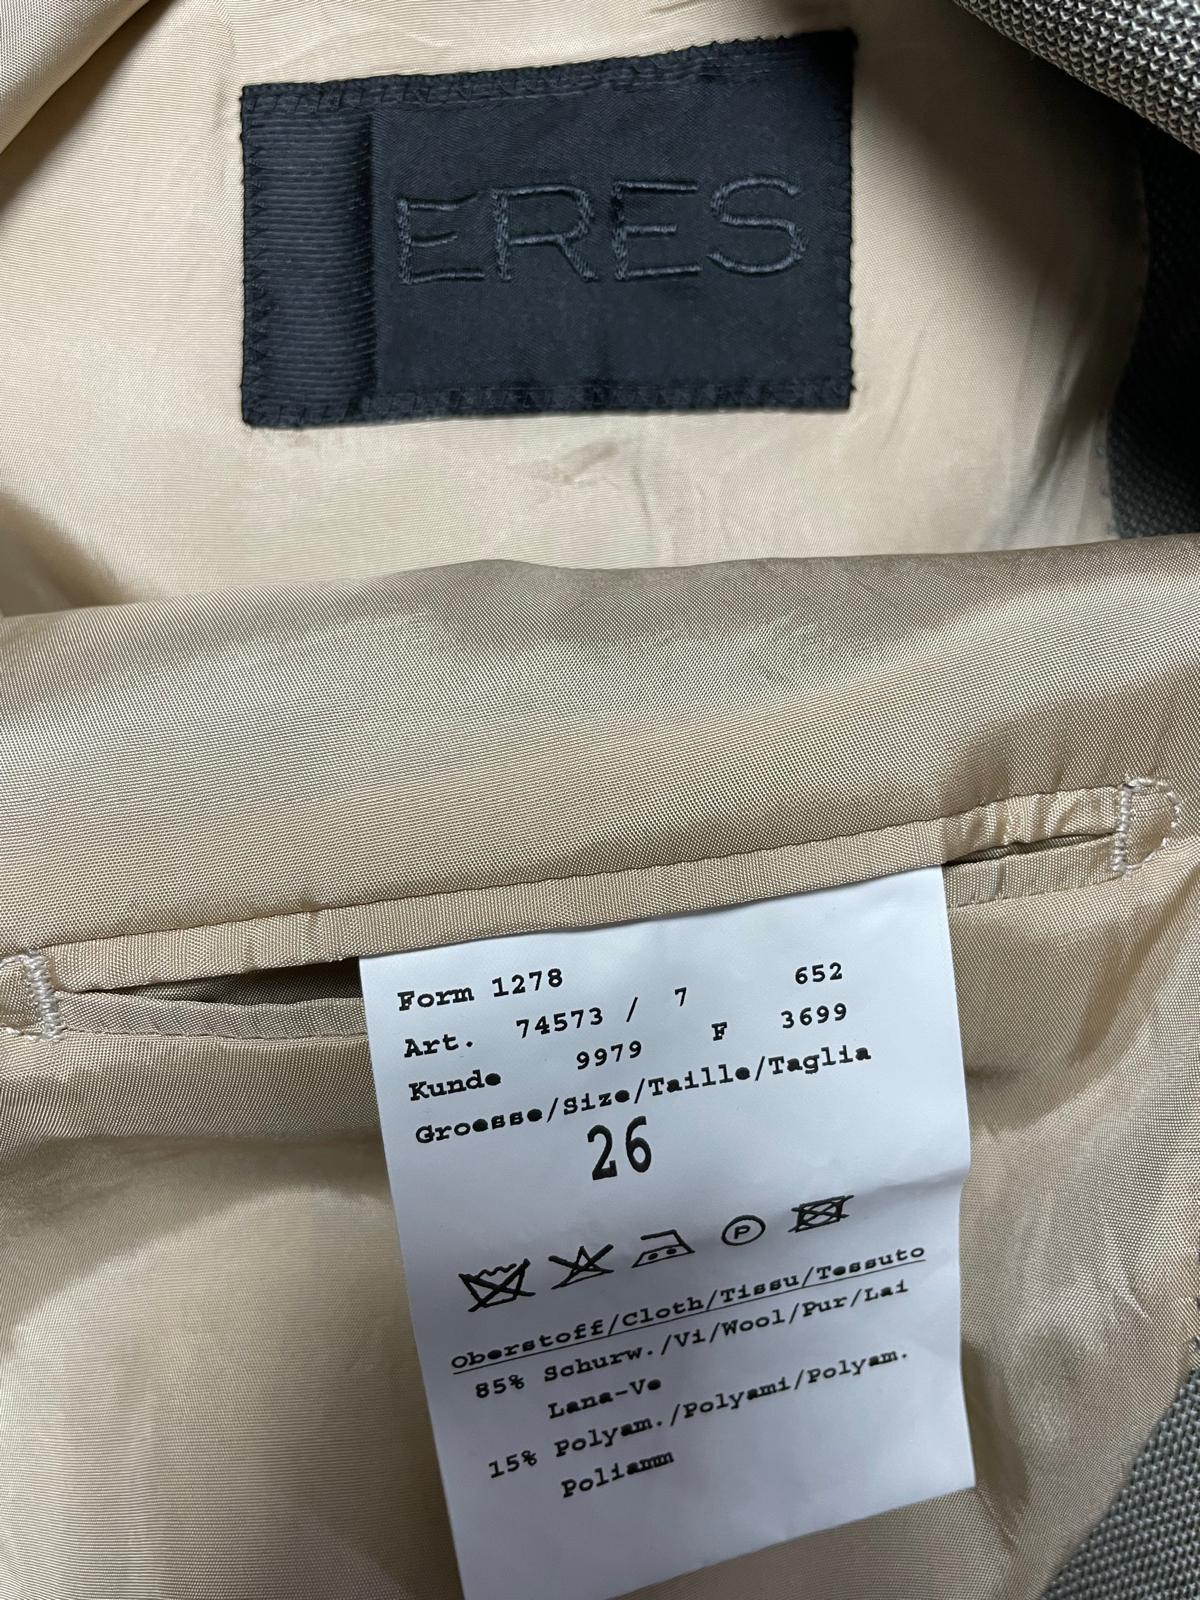 ERES
Form 1278 652
Art. 74573 / 7 3699
Kunde 9979 F
Groesse/Size/Taille/Taglia
26
P
Oberstoff/Cloth/Tissu/Tessuto
85% Schurw./Vi/Wool/Pur/Lai
Lana-Ve
15% Polyam./Polyami/Polyam.
Poliamm